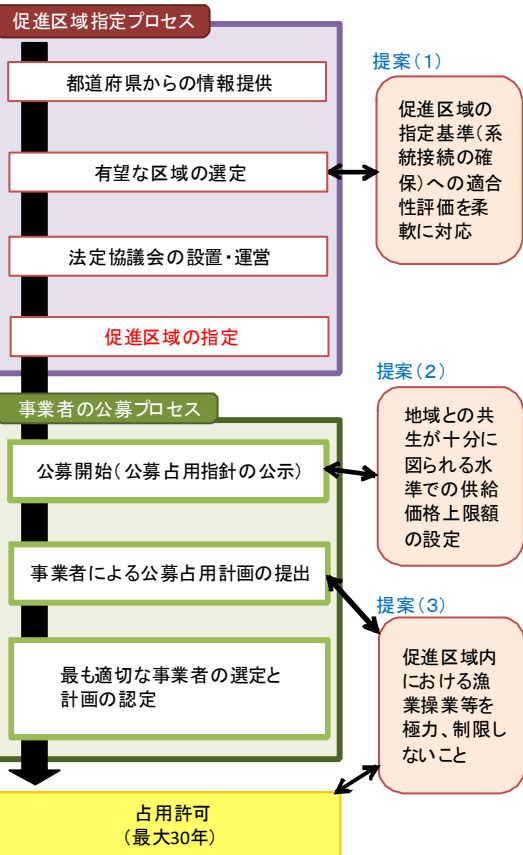 促進区域指定プロセス
都道府県からの情報提供
有望な区域の選定
法定協議会の設置・運営
促進区域の指定
提案(1)
促進区域の
指定基準(系
統接続の確
保)への適合
性評価を柔
軟に対応
事業者の公募プロセス
公募開始(公募占用指針の公示)
事業者による公募占用計画の提出
最も適切な事業者の選定と
計画の認定
提案(2)
地域との共
生が十分に
図られる水
準での供給
価格上限額
の設定
提案(3)
促進区域内
における漁
業操業等を
極力、制限し
ないこと
占用許可
(最大30年)